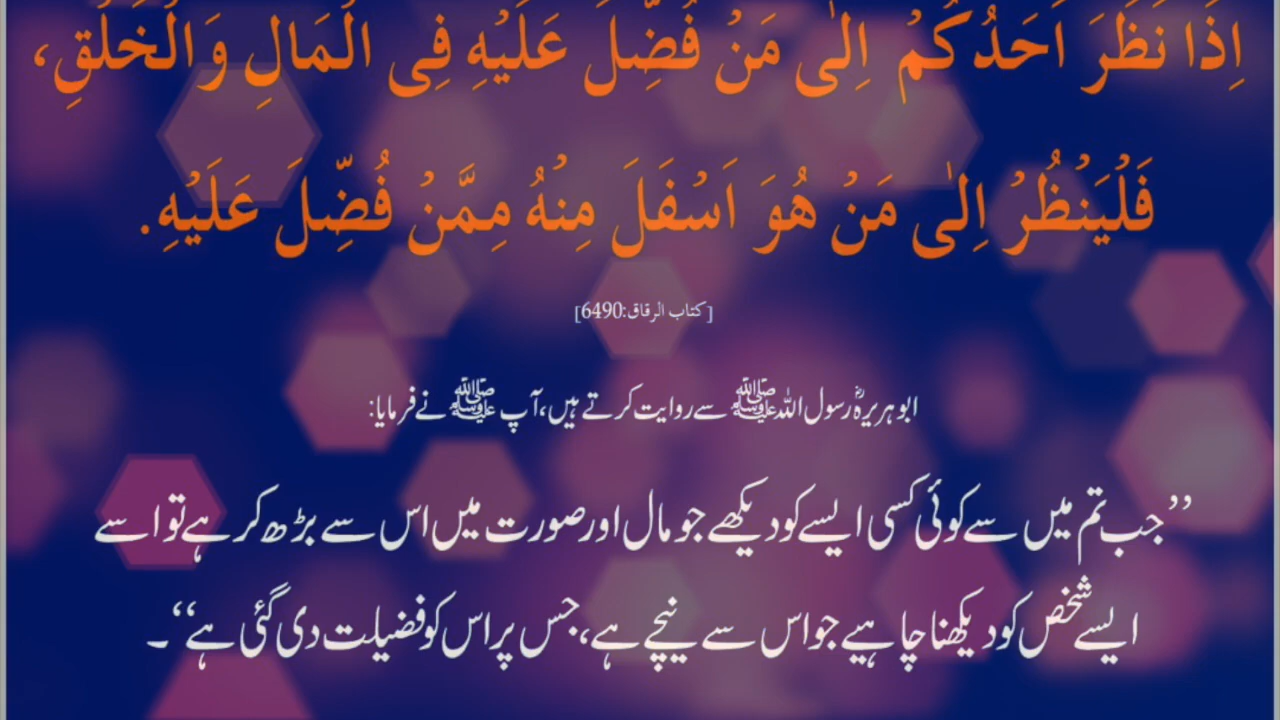 اِذَا نَظَرَ اَحَدُكُمْ اِلٰى مَنْ فُضِّلَ عَلَيْهِ فِى الْمَالِ وَالْخَلْقِ،
فَلْيَنْظُرْ اِلٰى مَنْ هُوَ اَسْفَلَ مِنْهُ مِمَّنْ فُضِّلَ عَلَيْهِ.
[کتاب الرقاق:6490]
ابو ہریرہؓ رسول اللہ ﷺ سے روایت کرتے ہیں، آپ ﷺ نے فرمایا:
’’جب تم میں سے کوئی کسی ایسے کو دیکھے جو مال اور صورت میں اس سے بڑھ کر ہے تو اسے
ایسے شخص کو دیکھنا چاہیے جو اس سے نیچے ہے، جس پر اس کو فضیلت دی گئی ہے‘‘۔